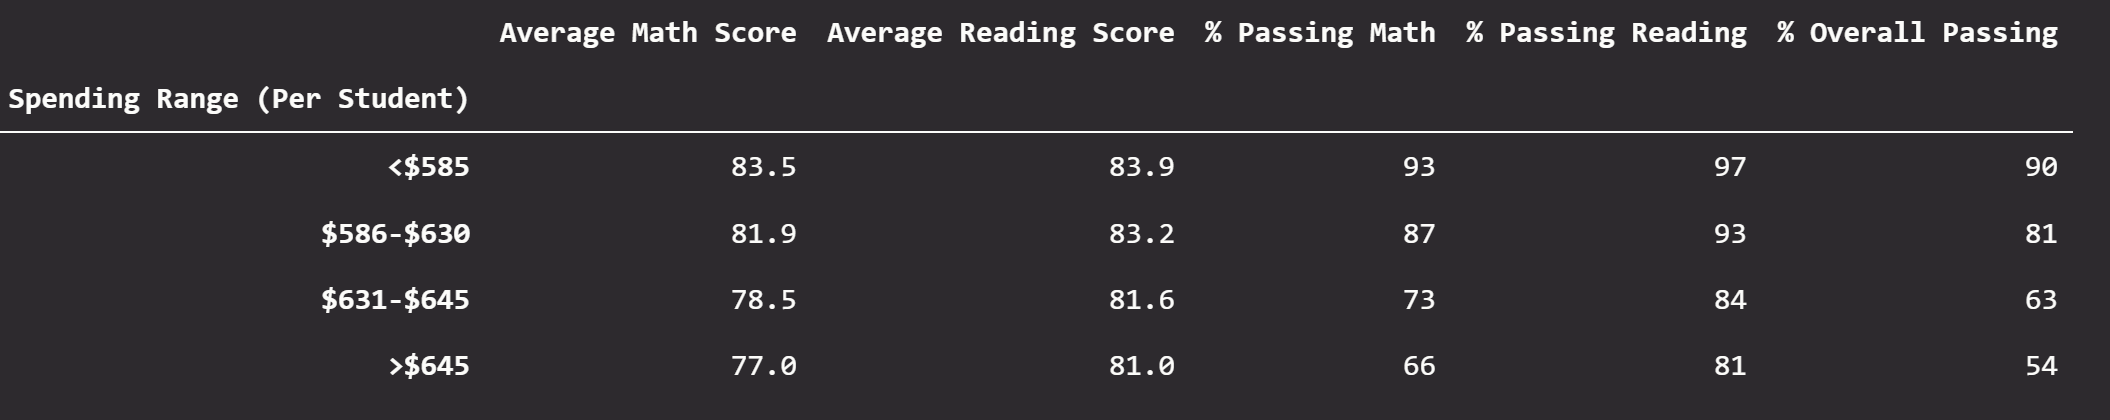 Average Math Score Average Reading Score % Passing Math % Passing Reading % Overall Passing
Spending Range (Per Student)
<$585 83.5 83.9 93 97 90
$586-$630 81.9 83.2 87 93 81
$631-$645 78.5 81.6 73 84 63
>$645 77.0 81.0 66 81 54